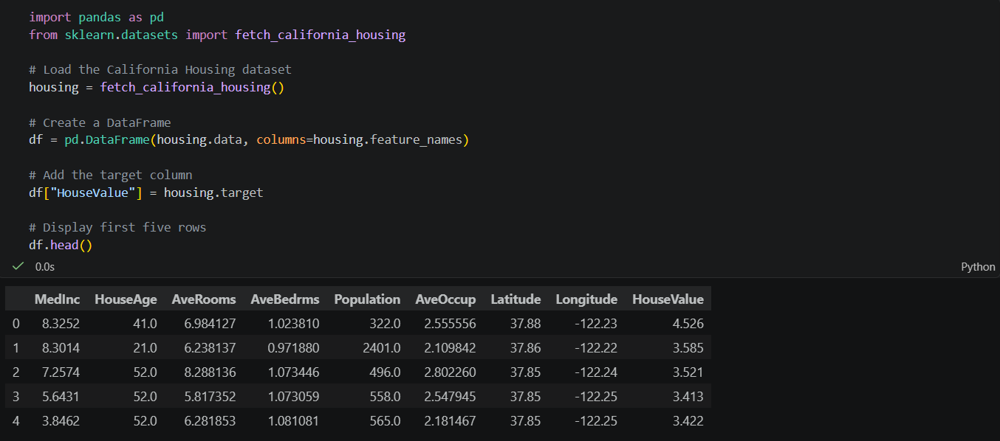 import pandas as pd
from sklearn.datasets import fetch_california_housing
# Load the California Housing dataset
housing = fetch_california_housing()
# Create a DataFrame
df = pd.DataFrame(housing.data, columns=housing.feature_names)
# Add the target column
df["HouseValue"] = housing.target
# Display first five rows
df.head()
0.0s Python
MedInc HouseAge AveRooms AveBedrms Population AveOccup Latitude Longitude HouseValue
0 8.3252 41.0 6.984127 1.023810 322.0 2.555556 37.88 -122.23 4.526
1 8.3014 21.0 6.238137 0.971880 2401.0 2.109842 37.86 -122.22 3.585
2 7.2574 52.0 8.288136 1.073446 496.0 2.802260 37.85 -122.24 3.521
3 5.6431 52.0 5.817352 1.073059 558.0 2.547945 37.85 -122.25 3.413
4 3.8462 52.0 6.281853 1.081081 565.0 2.181467 37.85 -122.25 3.422